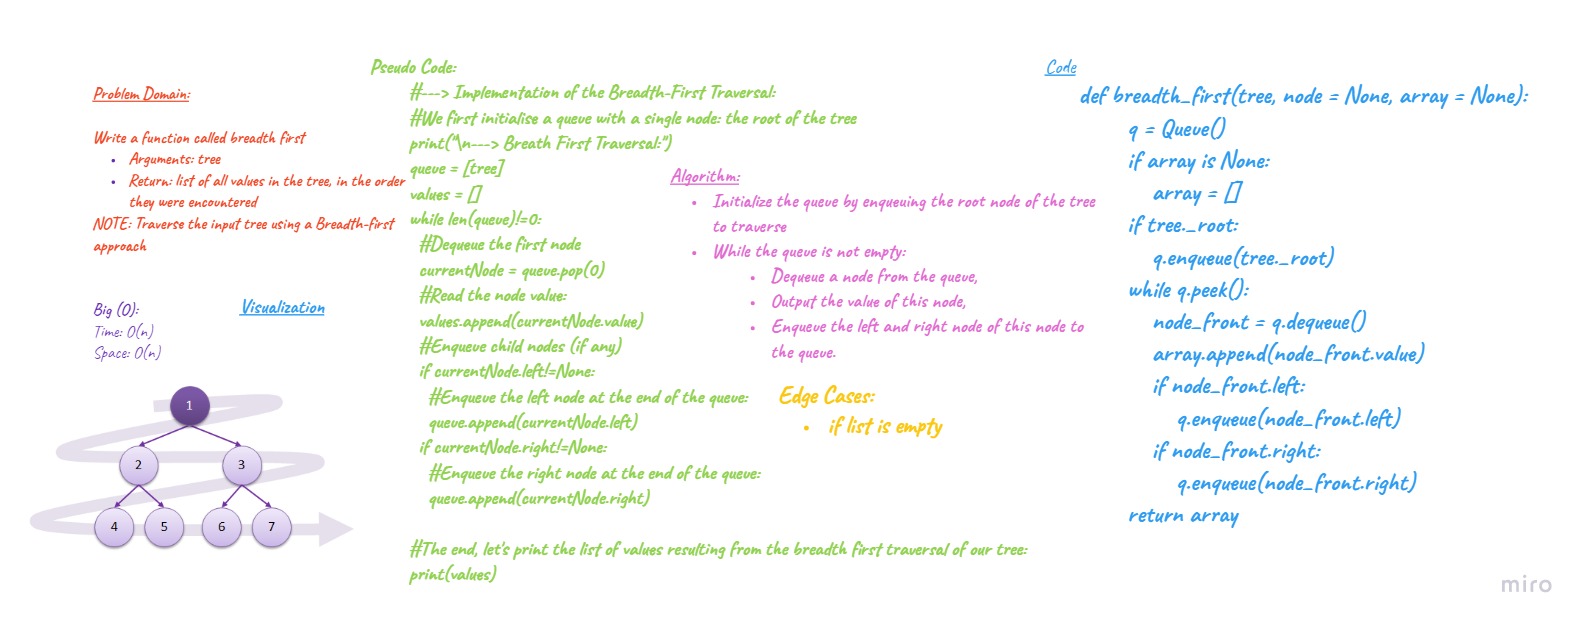 Problem Domain:
Write a function called breadth first
• Arguments: tree
• Return: list of all values in the tree, in the order
they were encountered
NOTE: Traverse the input tree using a Breadth-first
approach
Big (O):
Time: O(n)
Space: O(n)
Visualization
1
2 3
4 5 6 7
Pseudo Code:
#---> Implementation of the Breadth-First Traversal:
#We first initialise a queue with a single node: the root of the tree
print("\n---> Breath First Traversal:")
queue = [tree]
values = []
while len(queue)!=0:
#Dequeue the first node
currentNode = queue.pop(0)
#Read the node value:
values.append(currentNode.value)
#Enqueue child nodes (if any)
if currentNode.left!=None:
#Enqueue the left node at the end of the queue:
queue.append(currentNode.left)
if currentNode.right!=None:
#Enqueue the right node at the end of the queue:
queue.append(currentNode.right)
#The end, let's print the list of values resulting from the breadth first traversal of our tree:
print(values)
Algorithm:
• Initialize the queue by enqueuing the root node of the tree
to traverse
• While the queue is not empty:
• Dequeue a node from the queue,
• Output the value of this node,
• Enqueue the left and right node of this node to
the queue.
Edge Cases:
• if list is empty
Code
def breadth_first(tree, node = None, array = None):
q = Queue()
if array is None:
array = []
if tree._root:
q.enqueue(tree._root)
while q.peek():
node_front = q.dequeue()
array.append(node_front.value)
if node_front.left:
q.enqueue(node_front.left)
if node_front.right:
q.enqueue(node_front.right)
return array
miro